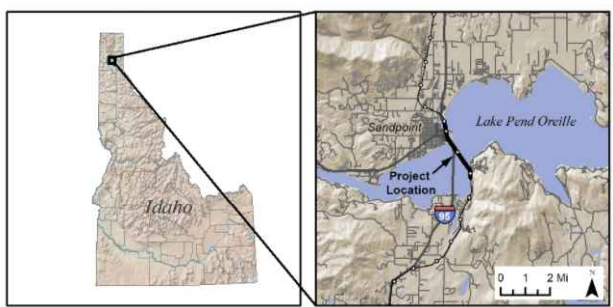 Idaho
Sandpoint
Lake Pend Oreille
Project
Location
95
0 1 2 Mi
N